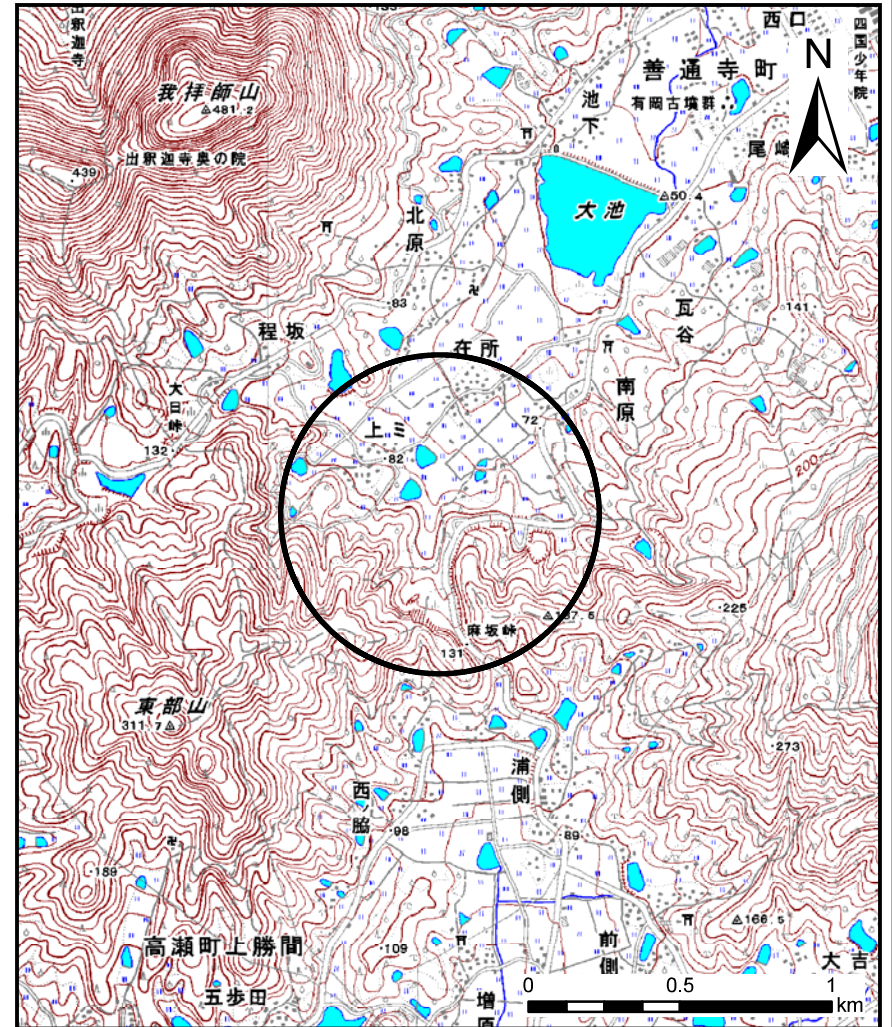 出釈迦寺
西口
四国少年院
N
我拝師山
481.2
善通寺町
池下
有岡古墳群
出釈迦寺奥の院
439
尾崎
50.4
大池
北原
83
141
瓦谷
程坂
在所
大日峠
南原
上ミ
72
82
132
200
225
麻坂峠
131
東部山
311.7
273
浦側
西ノ脇
98
89
189
166.5
高瀬町上勝間
109
前側
大吉
五歩田
増原
0 0.5 1
km